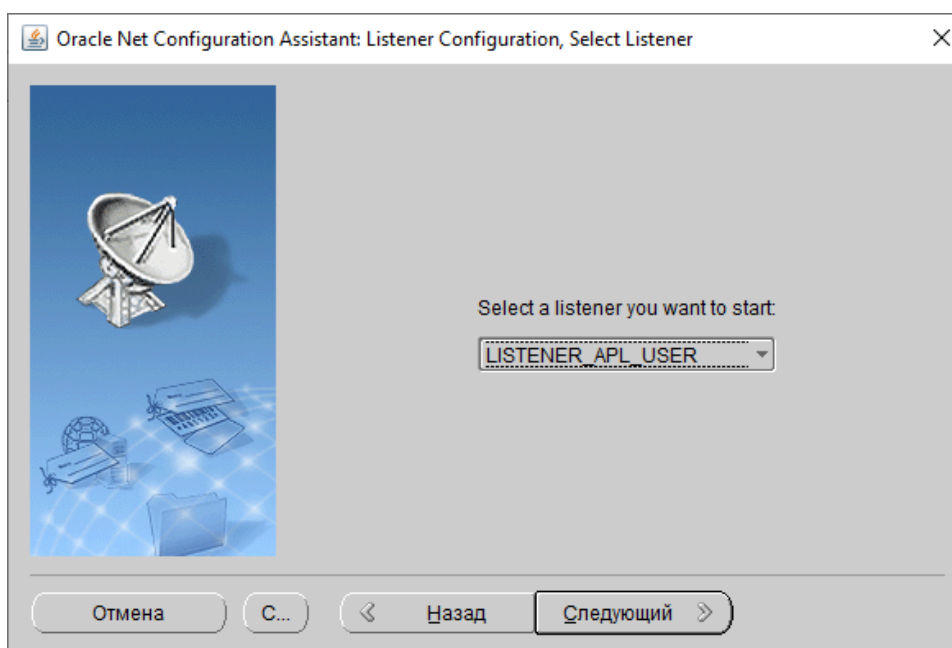 Oracle Net Configuration Assistant: Listener Configuration, Select Listener
Select a listener you want to start:
LISTENER_APL_USER
Отмена
С...
Назад
Следующий